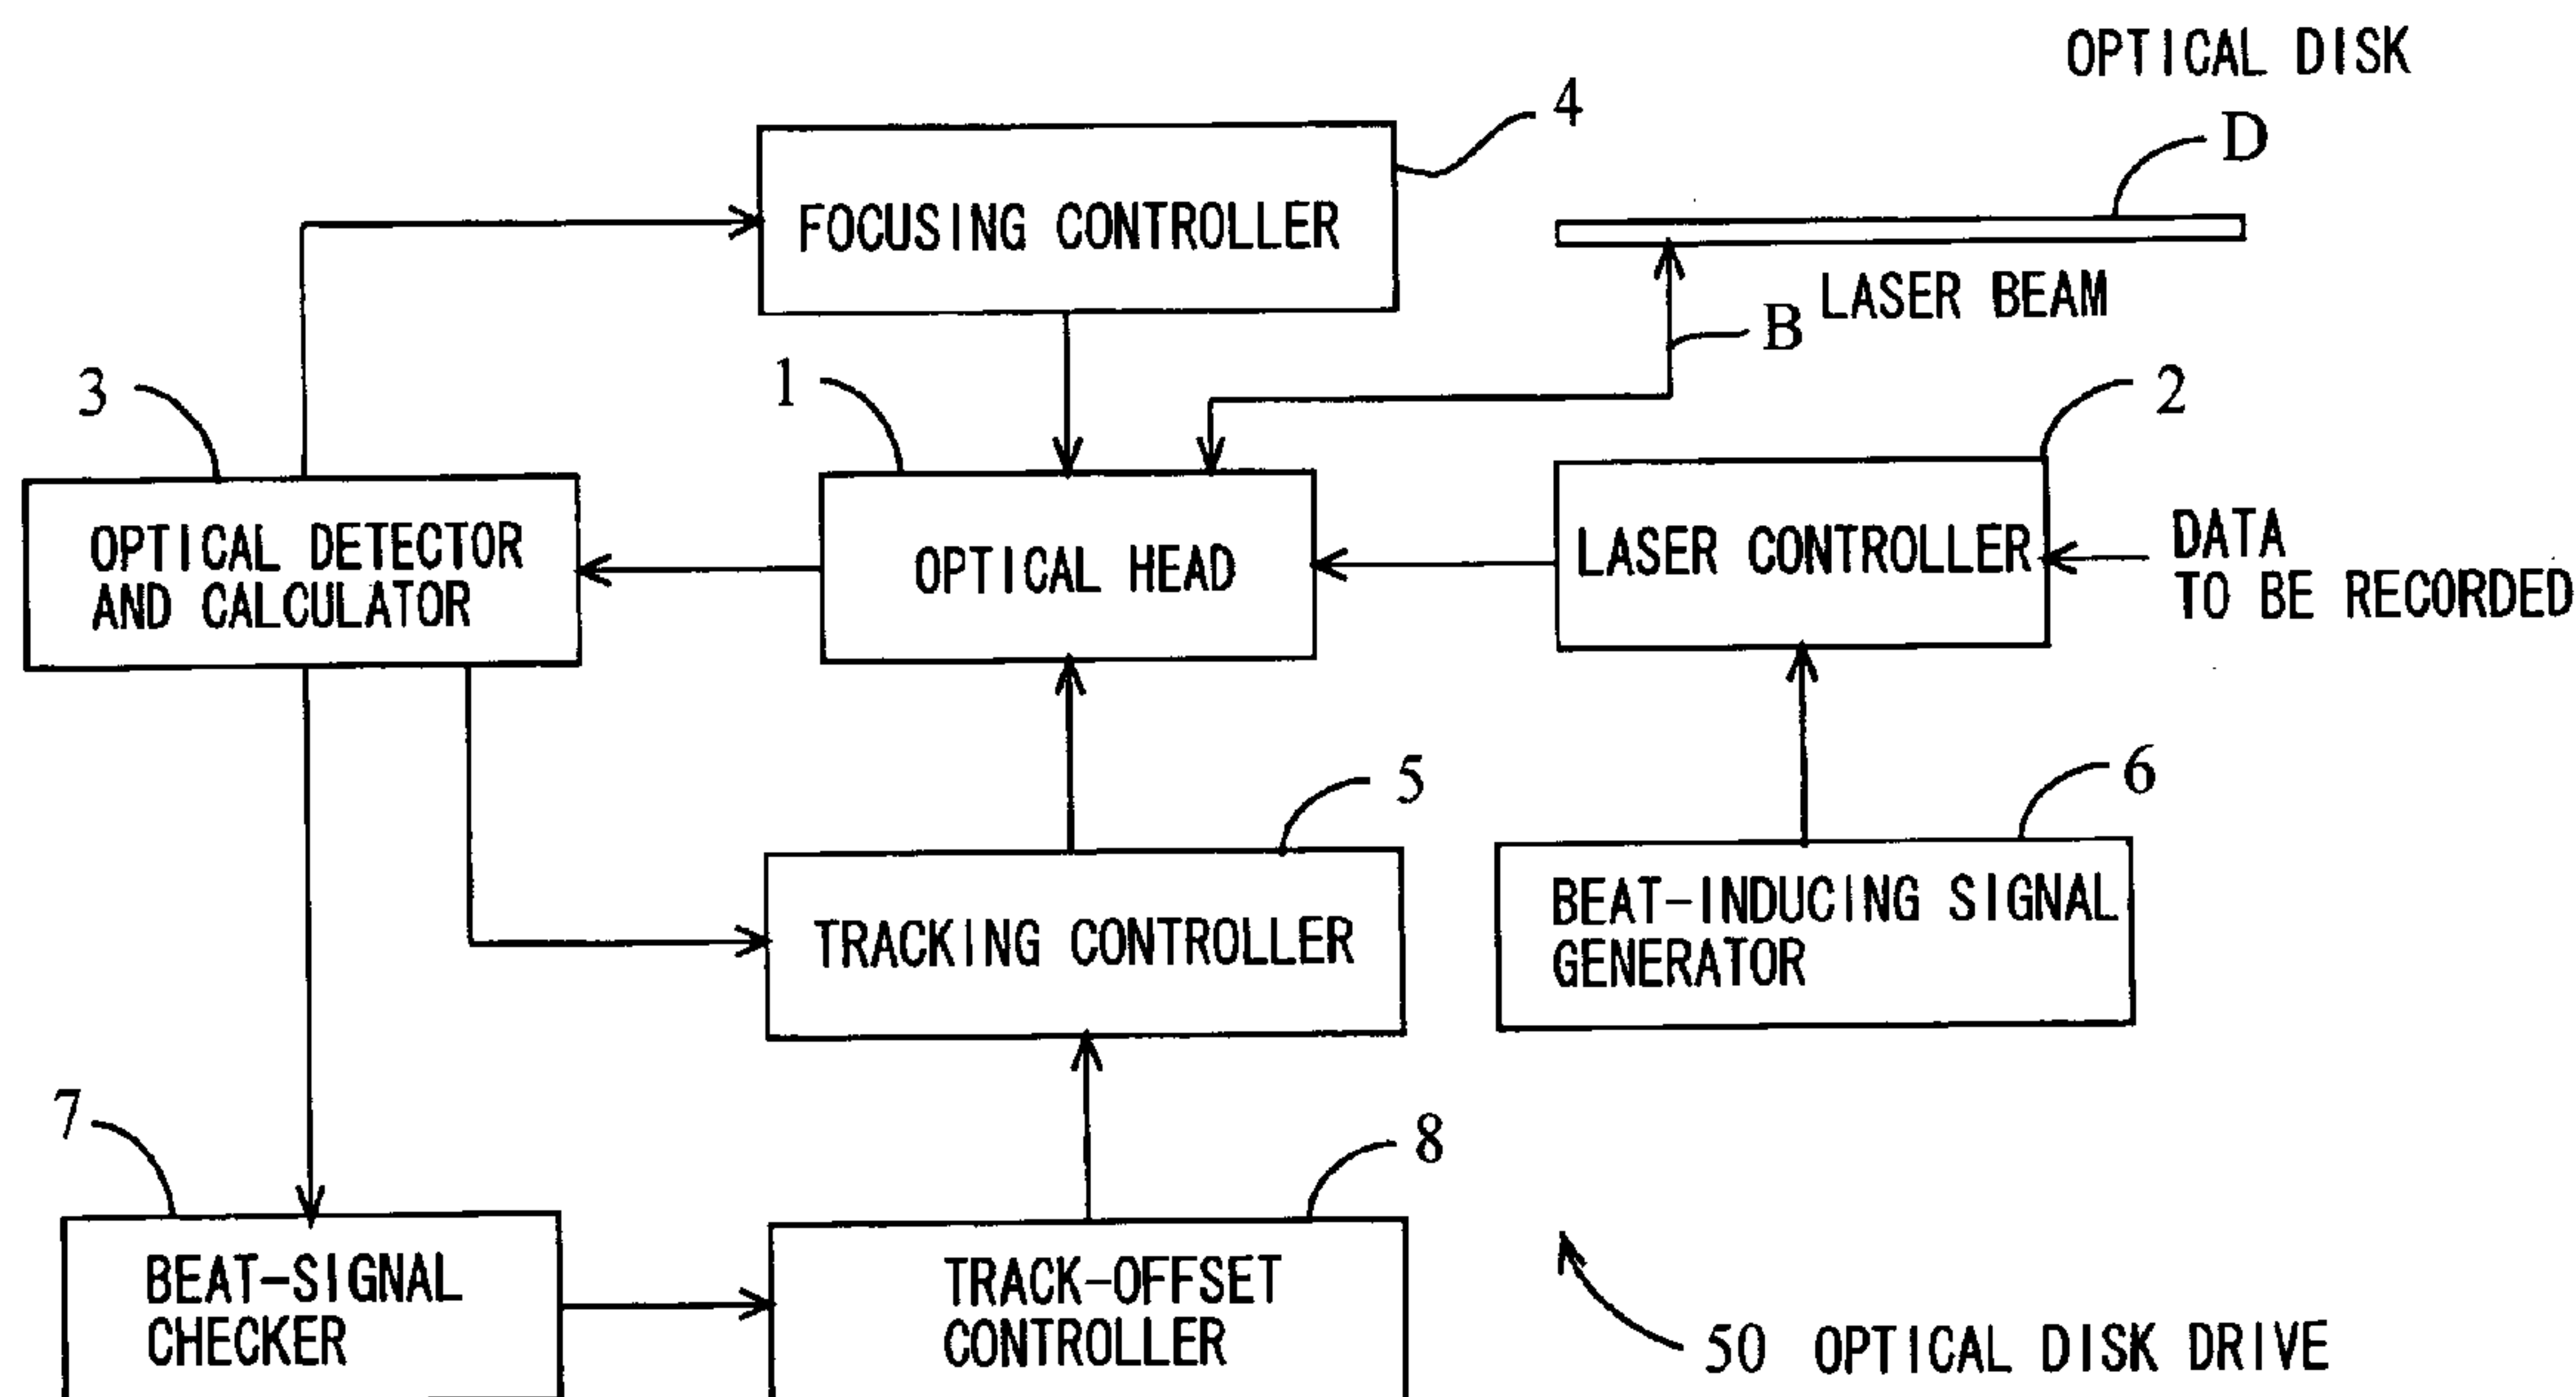 OPTICAL DISK
4
D
FOCUSING CONTROLLER
LASER BEAM
B
3
1
2
OPTICAL DETECTOR
AND CALCULATOR
OPTICAL HEAD
LASER CONTROLLER
DATA
TO BE RECORDED
5
6
TRACKING CONTROLLER
BEAT-INDUCING SIGNAL
GENERATOR
7
8
BEAT-SIGNAL
CHECKER
TRACK-OFFSET
CONTROLLER
50 OPTICAL DISK DRIVE